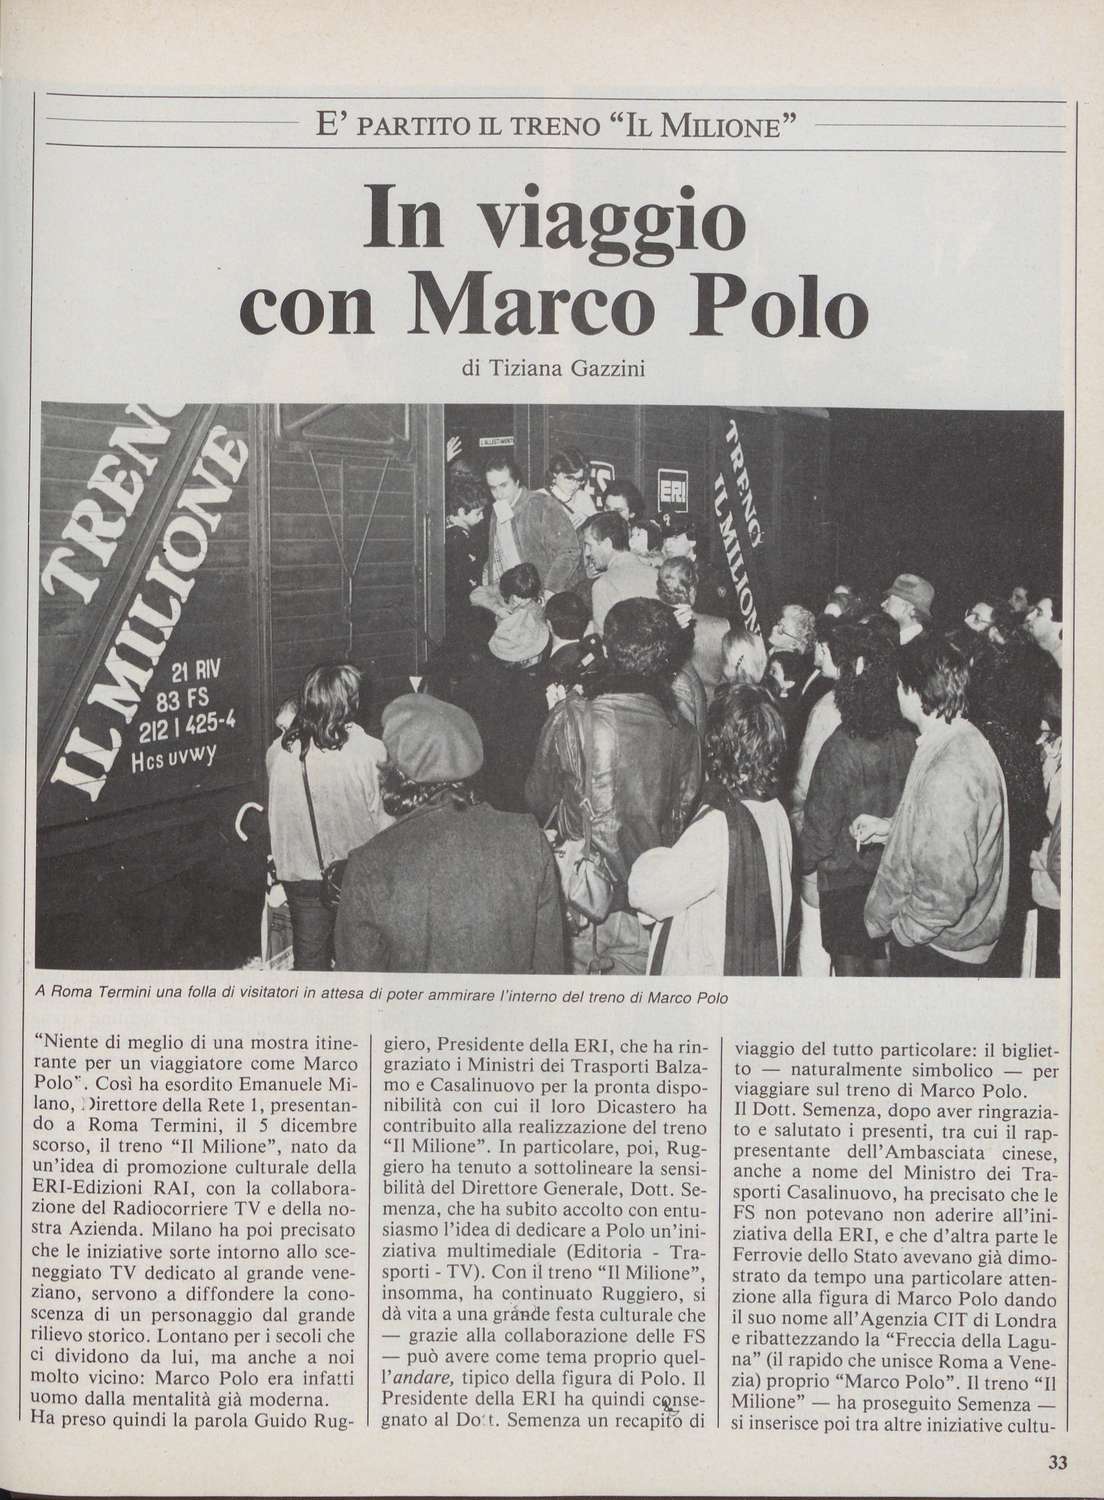 E' PARTITO IL TRENO “IL MILIONE”
In viaggio
con Marco Polo
di Tiziana Gazzini
TRENO
IL MILIONE
21 RIV
83 FS
212 1 425-4
Hcs uvwy
L'ALLESTIMENTO
FS
ERI
TRENO
IL MILIONE
A Roma Termini una folla di visitatori in attesa di poter ammirare l'interno del treno di Marco Polo
“Niente di meglio di una mostra itine-
rante per un viaggiatore come Marco
Polo”. Così ha esordito Emanuele Mi-
lano, Direttore della Rete 1, presentan-
do a Roma Termini, il 5 dicembre
scorso, il treno “Il Milione”, nato da
un'idea di promozione culturale della
ERI-Edizioni RAI, con la collabora-
zione del Radiocorriere TV e della no-
stra Azienda. Milano ha poi precisato
che le iniziative sorte intorno allo sce-
neggiato TV dedicato al grande vene-
ziano, servono a diffondere la cono-
scenza di un personaggio dal grande
rilievo storico. Lontano per i secoli che
ci dividono da lui, ma anche a noi
molto vicino: Marco Polo era infatti
uomo dalla mentalità già moderna.
Ha preso quindi la parola Guido Rug-
giero, Presidente della ERI, che ha rin-
graziato i Ministri dei Trasporti Balza-
mo e Casalinuovo per la pronta dispo-
nibilità con cui il loro Dicastero ha
contribuito alla realizzazione del treno
“Il Milione”. In particolare, poi, Rug-
giero ha tenuto a sottolineare la sensi-
bilità del Direttore Generale, Dott. Se-
menza, che ha subito accolto con entu-
siasmo l'idea di dedicare a Polo un'ini-
ziativa multimediale (Editoria - Tra-
sporti - TV). Con il treno “Il Milione”,
insomma, ha continuato Ruggiero, si
dà vita a una grande festa culturale che
— grazie alla collaborazione delle FS
— può avere come tema proprio quel-
l'andare, tipico della figura di Polo. Il
Presidente della ERI ha quindi conse-
gnato al Dott. Semenza un recapito di
viaggio del tutto particolare: il bigliet-
to — naturalmente simbolico — per
viaggiare sul treno di Marco Polo.
Il Dott. Semenza, dopo aver ringrazia-
to e salutato i presenti, tra cui il rap-
presentante dell'Ambasciata cinese,
anche a nome del Ministro dei Tra-
sporti Casalinuovo, ha precisato che le
FS non potevano non aderire all'ini-
ziativa della ERI, e che d'altra parte le
Ferrovie dello Stato avevano già dimo-
strato da tempo una particolare atten-
zione alla figura di Marco Polo dando
il suo nome all'Agenzia CIT di Londra
e ribattezzando la “Freccia della Lagu-
na” (il rapido che unisce Roma a Vene-
zia) proprio “Marco Polo”. Il treno “Il
Milione” — ha proseguito Semenza —
si inserisce poi tra altre iniziative cultu-
33